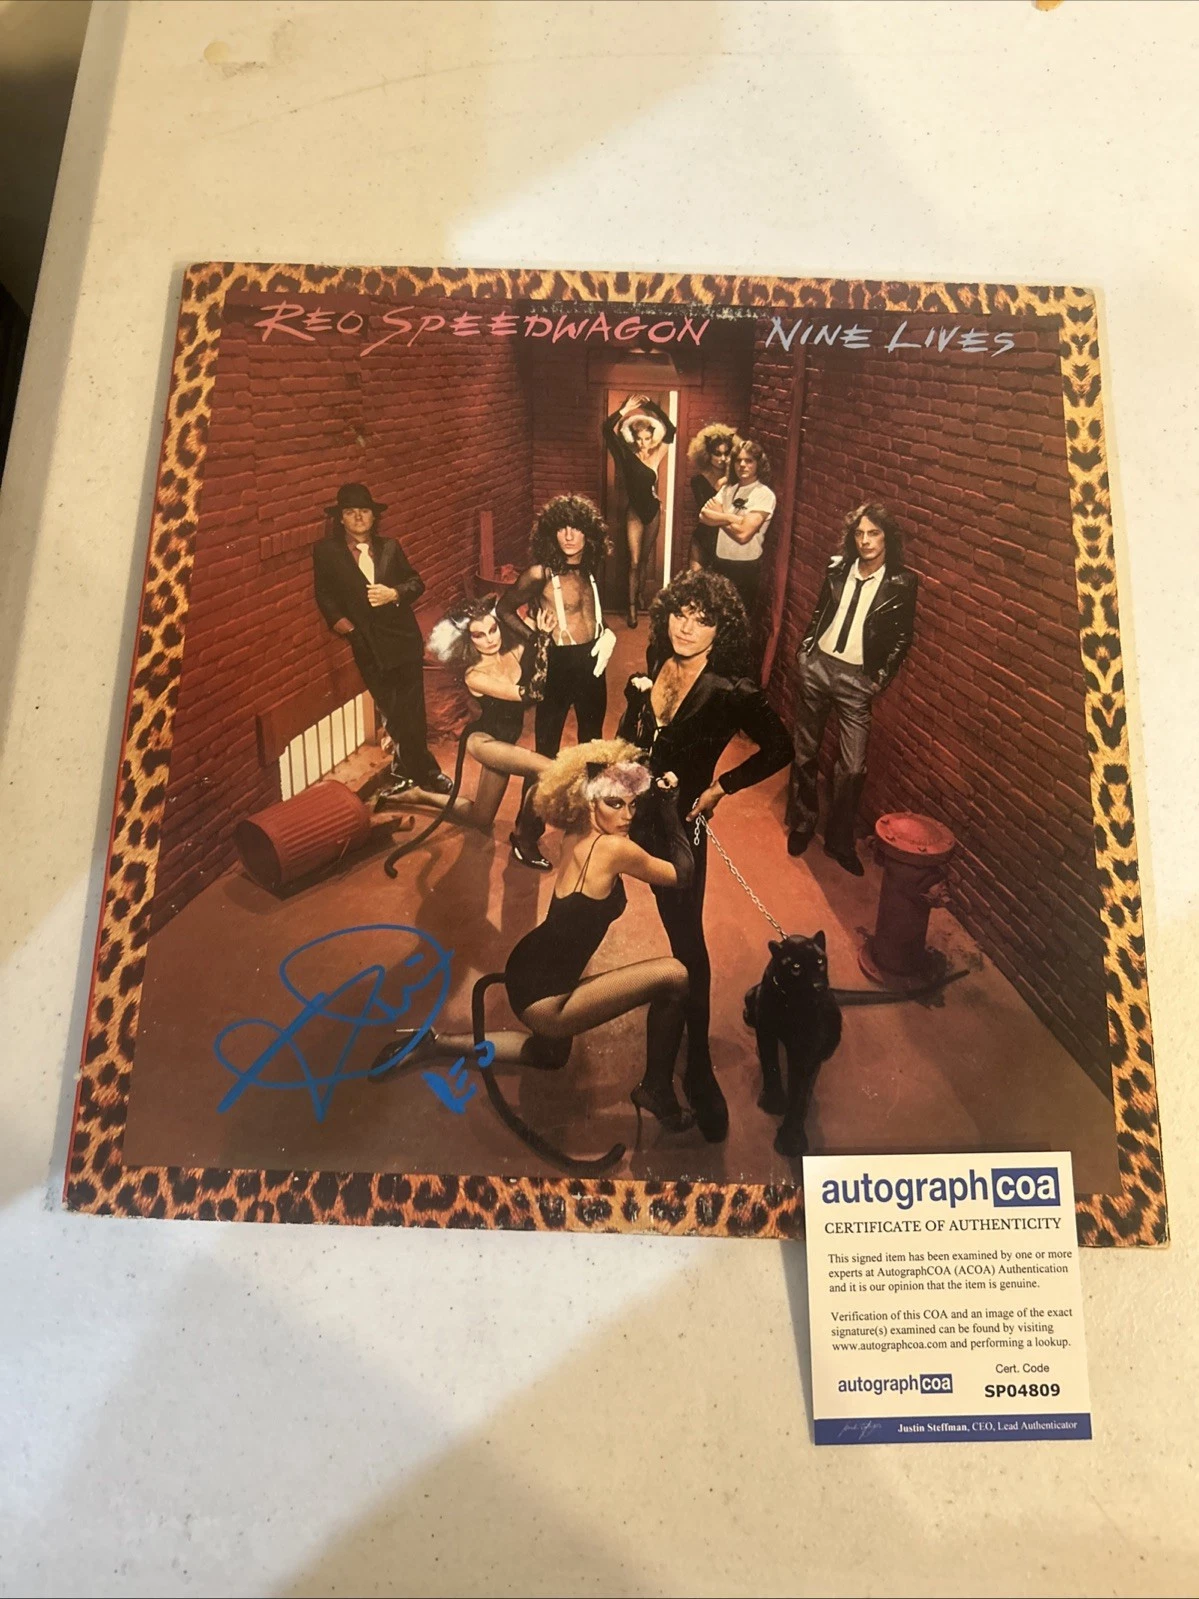 REO SPEEDWAGON NINE LIVES
REO
autographcoa
CERTIFICATE OF AUTHENTICITY
This signed item has been examined by one or more
experts at AutographCOA (ACOA) Authentication
and it is our opinion that the item is genuine.
Verification of this COA and an image of the exact
signature(s) examined can be found by visiting
www.autographcoa.com and performing a lookup.
Cert. Code
autographcoa SP04809
Justin Steffman, CEO, Lead Authenticator